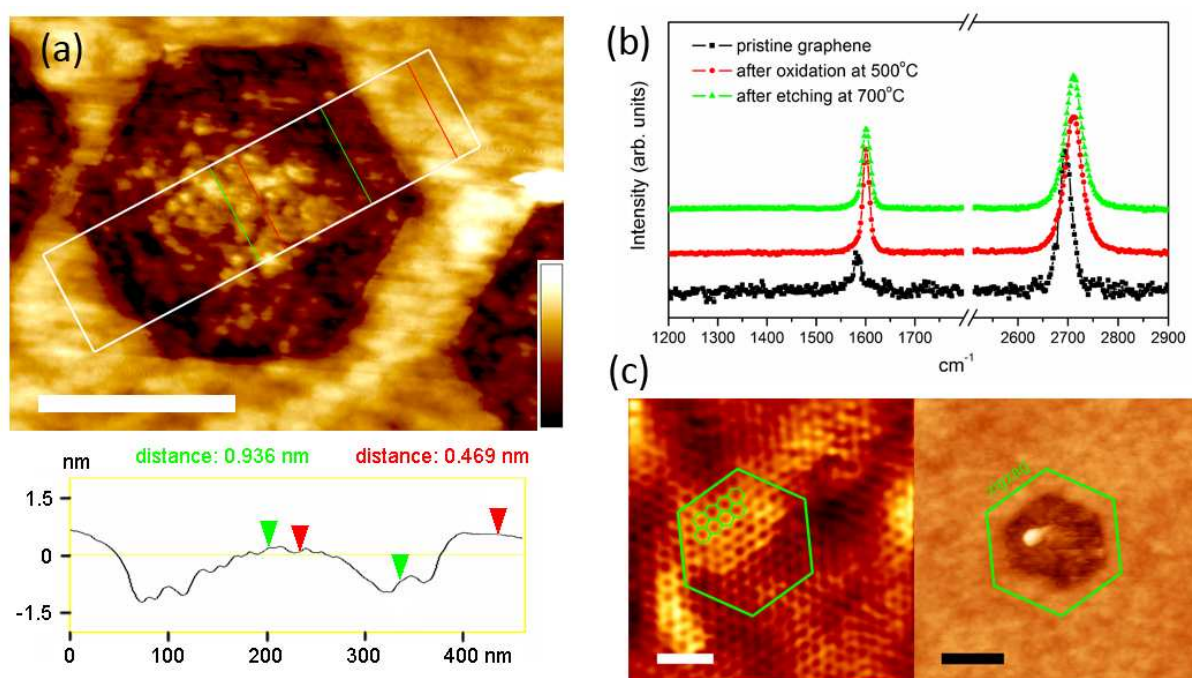 (a)
nm
distance: 0.936 nm
distance: 0.469 nm
1.5
0
-1.5
0
100
200
300
400 nm
(b)
Intensity (arb. units)
pristine graphene
after oxidation at 500°C
after etching at 700°C
1200 1300 1400 1500 1600 1700 2600 2700 2800 2900
cm-1
(c)
zigzag